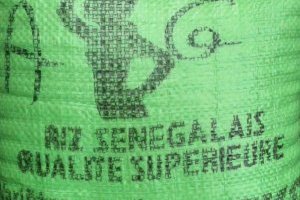 A G
RIZ SENEGALAIS
QUALITE SUPERIEURE